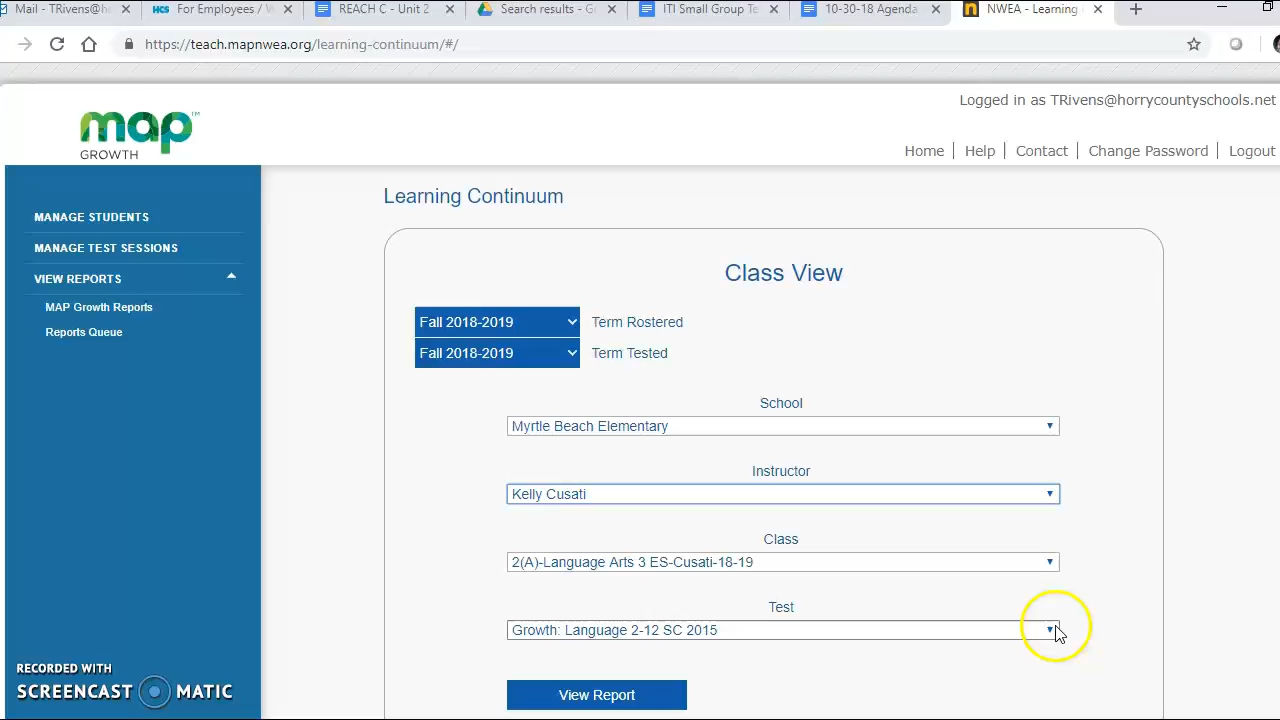 Mail - TRivens@h
HCS For Employees / W
REACH C - Unit 2
Search results - G
ITI Small Group Te
10-30-18 Agenda
NWEA - Learning
https://teach.mapnwea.org/learning-continuum/#/
Logged in as TRivens@horrycountyschools.net
map™
GROWTH
Home | Help | Contact | Change Password | Logout
MANAGE STUDENTS
MANAGE TEST SESSIONS
VIEW REPORTS
MAP Growth Reports
Reports Queue
Learning Continuum
Class View
Fall 2018-2019 Term Rostered
Fall 2018-2019 Term Tested
School
Myrtle Beach Elementary
Instructor
Kelly Cusati
Class
2(A)-Language Arts 3 ES-Cusati-18-19
Test
Growth: Language 2-12 SC 2015
View Report
RECORDED WITH
SCREENCAST MATIC